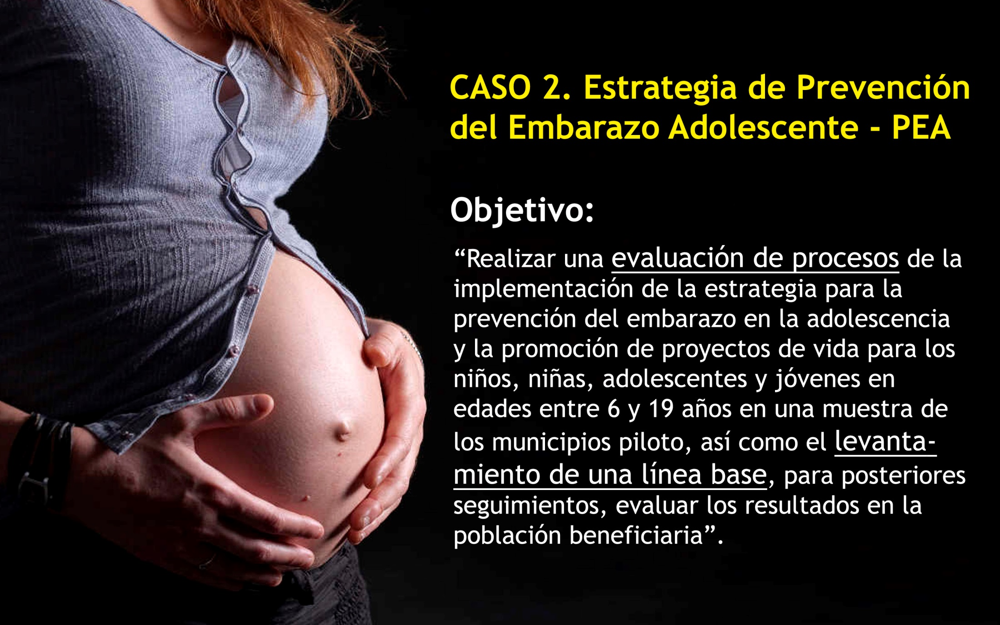 CASO 2. Estrategia de Prevención
del Embarazo Adolescente - PEA
Objetivo:
“Realizar una evaluación de procesos de la
implementación de la estrategia para la
prevención del embarazo en la adolescencia
y la promoción de proyectos de vida para los
niños, niñas, adolescentes y jóvenes en
edades entre 6 y 19 años en una muestra de
los municipios piloto, así como el levanta-
miento de una línea base, para posteriores
seguimientos, evaluar los resultados en la
población beneficiaria”.